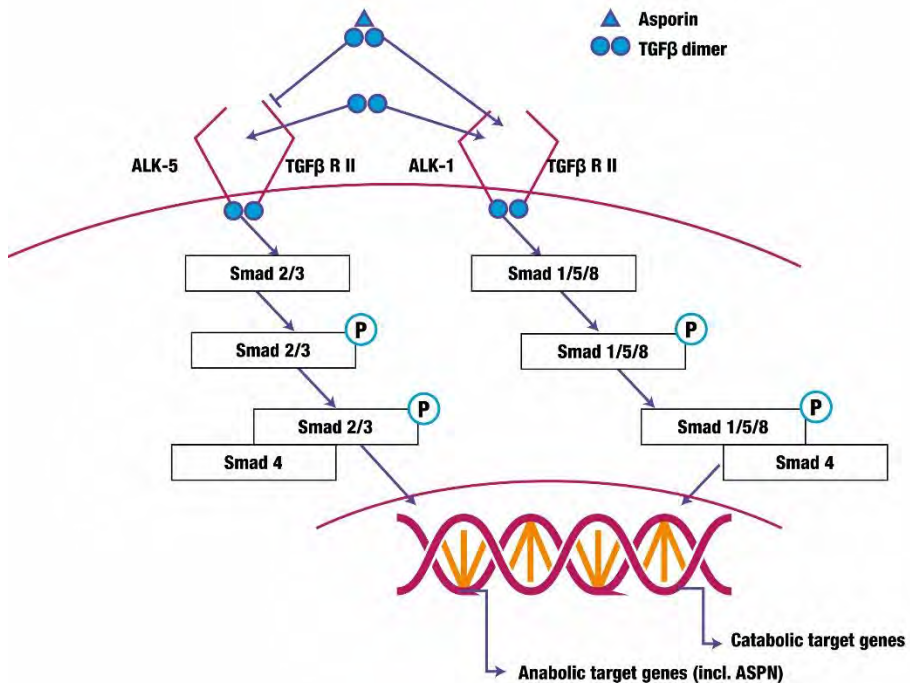 Asporin
TGFβ dimer
ALK-5
TGFβ R II
ALK-1
TGFβ R II
Smad 2/3
Smad 1/5/8
P
Smad 2/3
P
Smad 1/5/8
P
Smad 2/3
P
Smad 1/5/8
Smad 4
Smad 4
Catabolic target genes
Anabolic target genes (incl. ASPN)